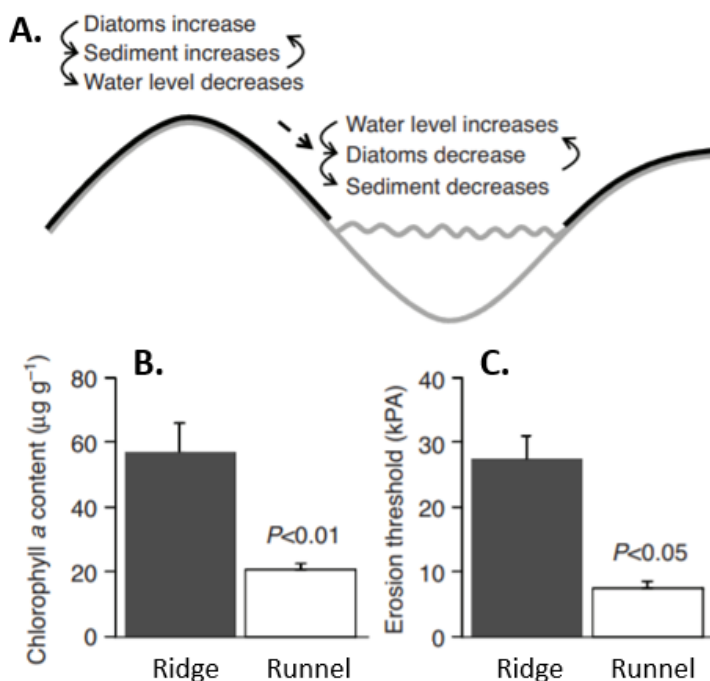 A.
Diatoms increase
Sediment increases
Water level decreases
Water level increases
Diatoms decrease
Sediment decreases
B.
Chlorophyll a content (µg g⁻¹)
80
60
40
20
0
P<0.01
Ridge
Runnel
C.
Erosion threshold (kPA)
40
30
20
10
0
P<0.05
Ridge
Runnel